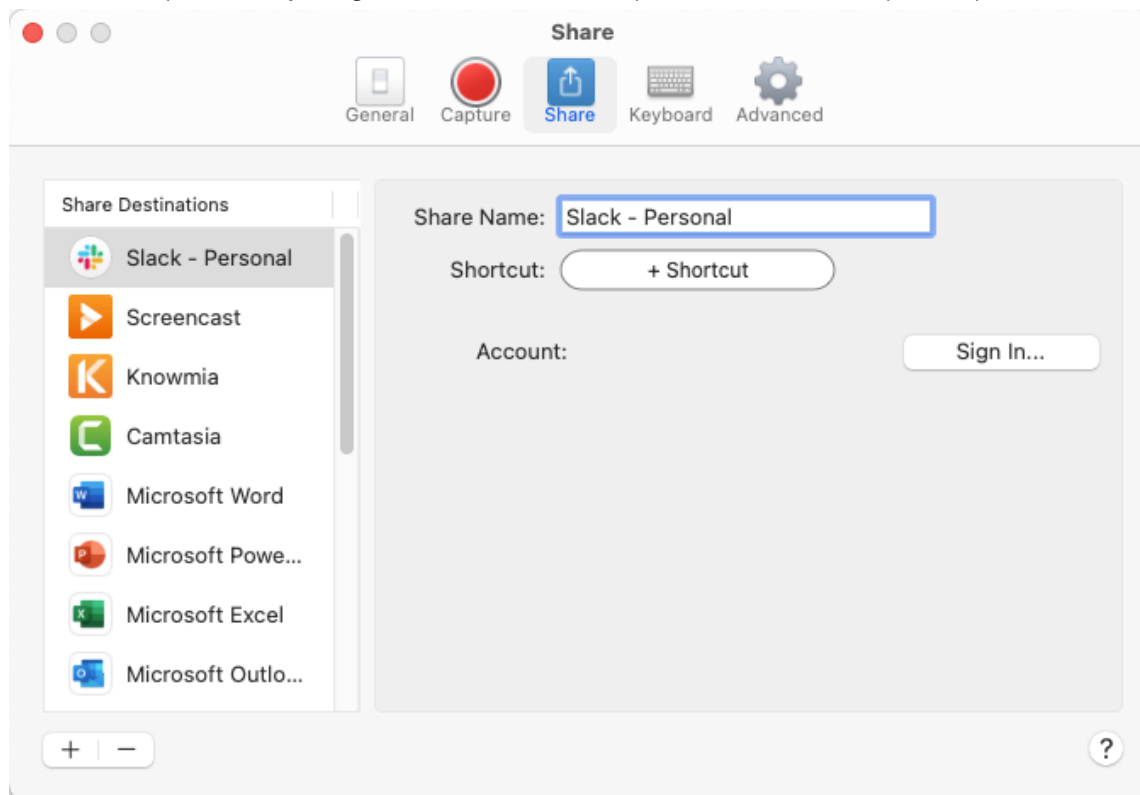 Share
General Capture Share Keyboard Advanced
Share Destinations
Slack - Personal
Screencast
Knowmia
Camtasia
Microsoft Word
Microsoft Powe...
Microsoft Excel
Microsoft Outlo...
+ −
Share Name: Slack - Personal
Shortcut: + Shortcut
Account: Sign In...
?